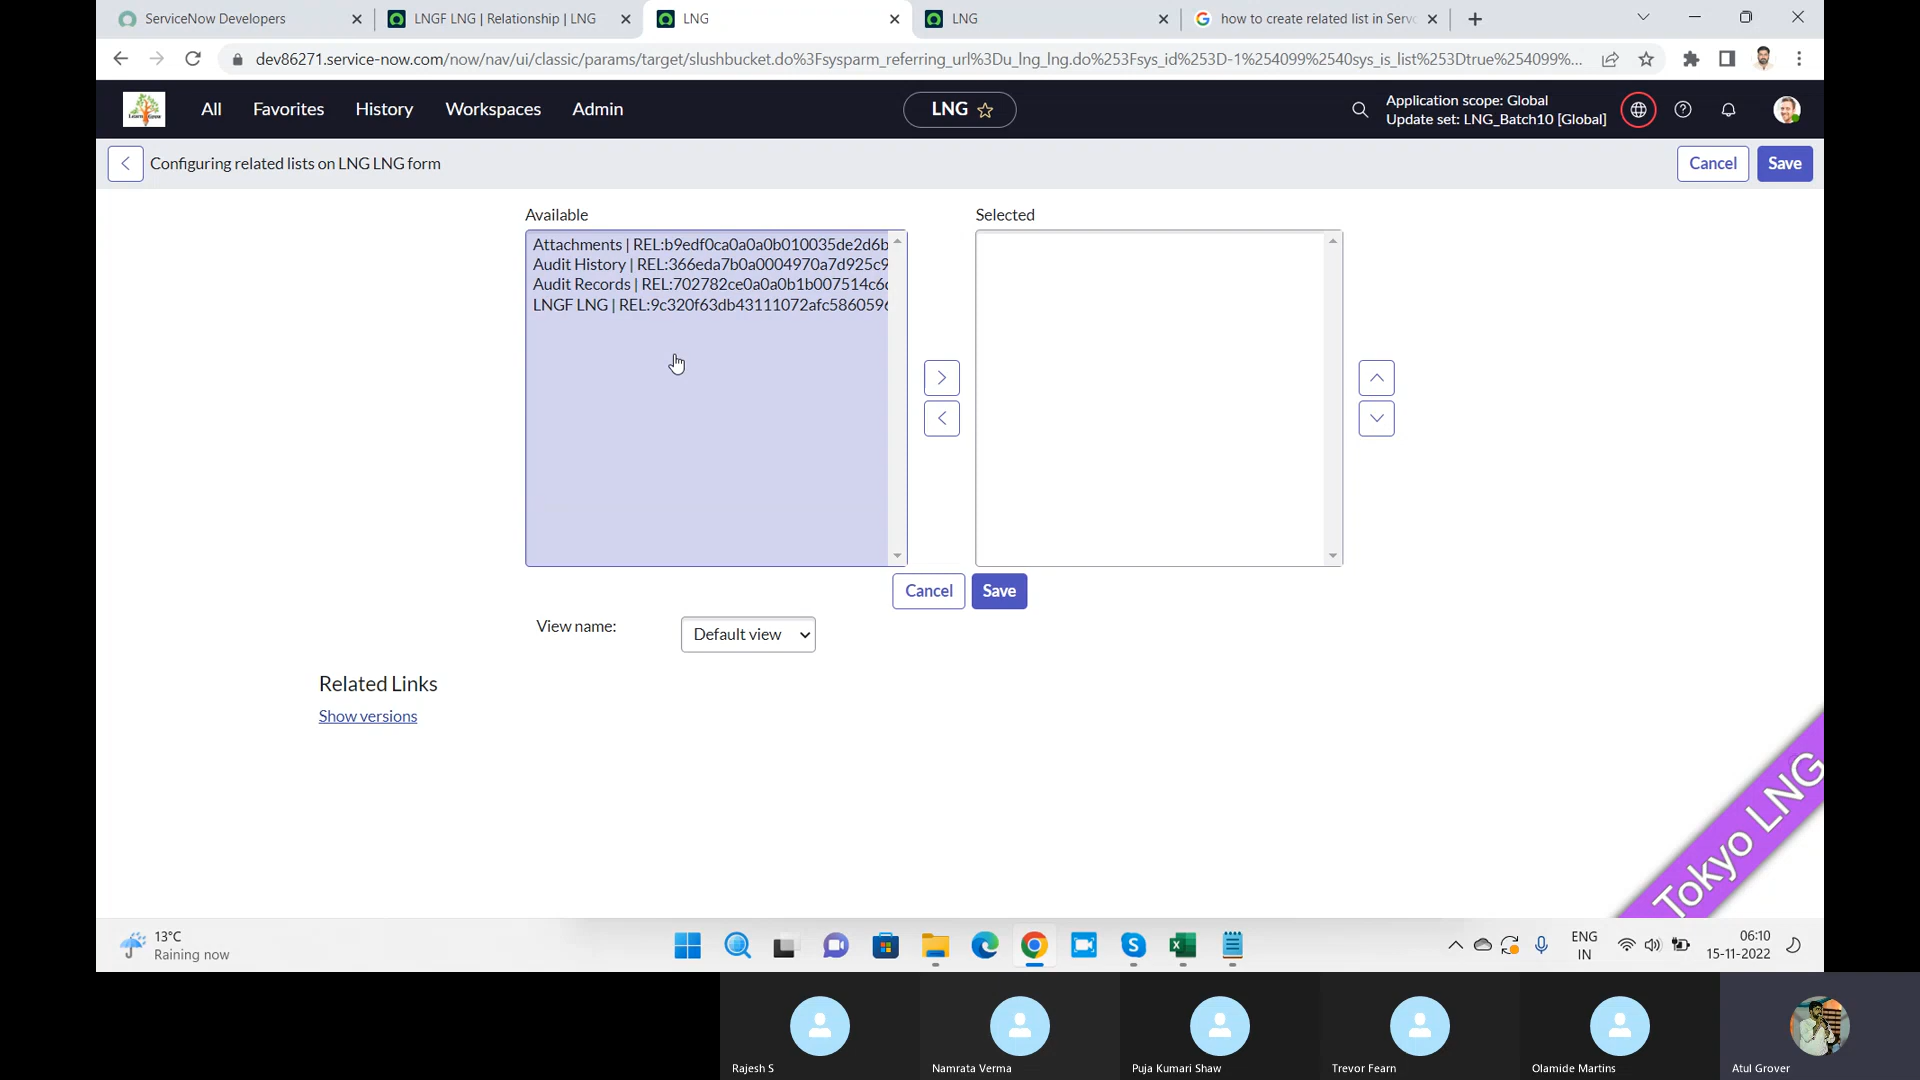 ServiceNow Developers
LNGF LNG | Relationship | LNG
LNG
LNG
how to create related list in Serv
dev86271.service-now.com/now/nav/ui/classic/params/target/slushbucket.do%3Fsysparm_referring_url%3Du_lng_lng.do%253Fsys_id%253D-1%254099%2540sys_is_list%253Dtrue%254099%...
All
Favorites
History
Workspaces
Admin
LNG
Application scope: Global
Update set: LNG_Batch10 [Global]
Configuring related lists on LNG LNG form
Cancel
Save
Available
Selected
Attachments | REL:b9edf0ca0a0a0b010035de2d6b
Audit History | REL:366eda7b0a0004970a7d925c9
Audit Records | REL:702782ce0a0a0b1b007514c6
LNGF LNG | REL:9c320f63db43111072afc586059
Cancel
Save
View name:
Default view
Related Links
Show versions
Tokyo LNG
13°C
Raining now
ENG
IN
06:10
15-11-2022
Rajesh S
Namrata Verma
Puja Kumari Shaw
Trevor Fearn
Olamide Martins
Atul Grover